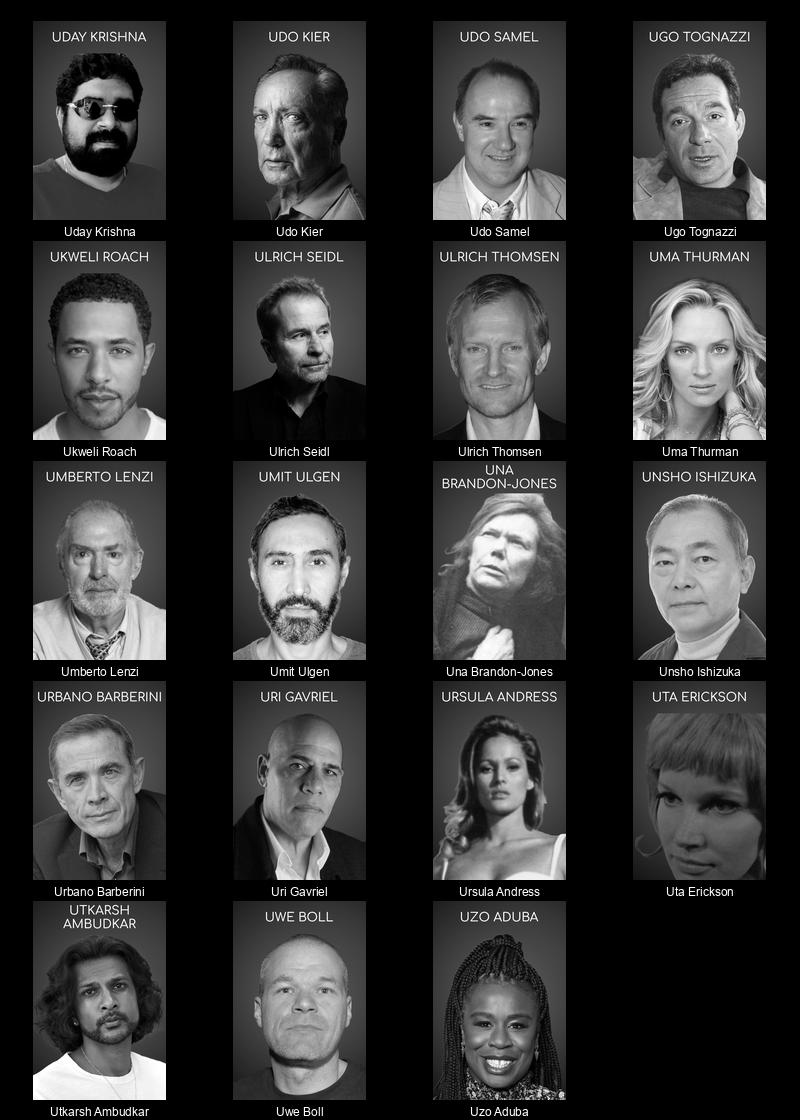 UDAY KRISHNA
UDO KIER
UDO SAMEL
UGO TOGNAZZI
Uday Krishna
Udo Kier
Udo Samel
Ugo Tognazzi
UKWELI ROACH
ULRICH SEIDL
ULRICH THOMSEN
UMA THURMAN
Ukweli Roach
Ulrich Seidl
Ulrich Thomsen
Uma Thurman
UMBERTO LENZI
UMIT ULGEN
UNA
BRANDON-JONES
UNSHO ISHIZUKA
Umberto Lenzi
Umit Ulgen
Una Brandon-Jones
Unsho Ishizuka
URBANO BARBERINI
URI GAVRIEL
URSULA ANDRESS
UTA ERICKSON
Urbano Barberini
Uri Gavriel
Ursula Andress
Uta Erickson
UTKARSH
AMBUDKAR
UWE BOLL
UZO ADUBA
Utkarsh Ambudkar
Uwe Boll
Uzo Aduba